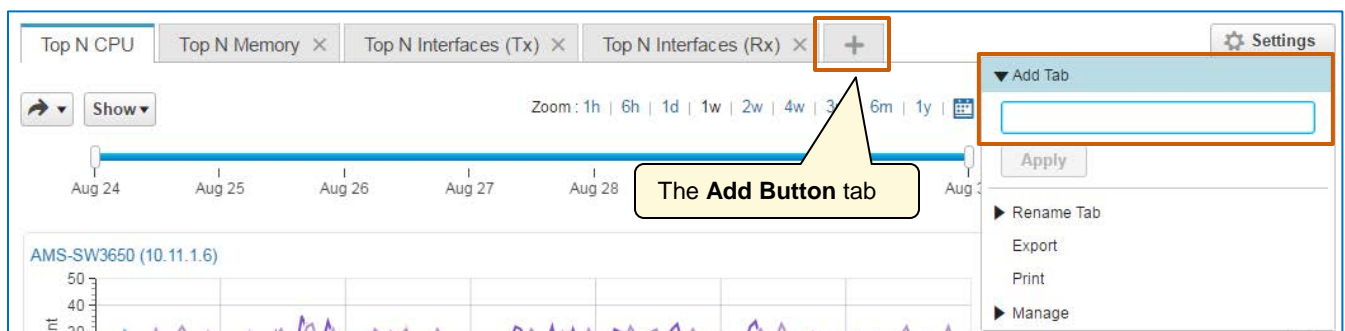 Top N CPU Top N Memory × Top N Interfaces (Tx) × Top N Interfaces (Rx) × + Settings
▼ Add Tab
Show ▾ Zoom : 1h | 6h | 1d | 1w | 2w | 4w | 6m | 1y |
Apply
Aug 24 Aug 25 Aug 26 Aug 27 Aug 28 Aug
The Add Button tab
▶ Rename Tab
Export
AMS-SW3650 (10.11.1.6)
50
Print
40
▶ Manage